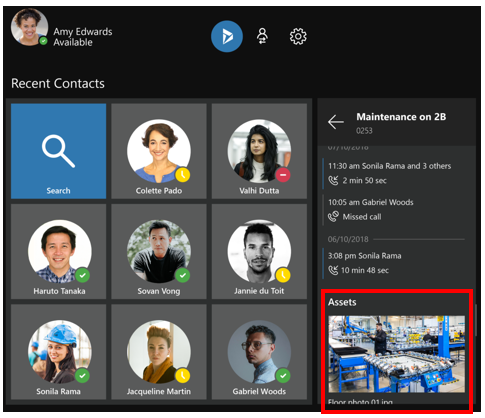 Amy Edwards
Available
Recent Contacts
Search
Colette Pado
Valhi Dutta
Haruto Tanaka
Sovan Vong
Jannie du Toit
Sonila Rama
Jacqueline Martin
Gabriel Woods
Maintenance on 2B
0253
07/10/2018
11:30 am Sonila Rama and 3 others
2 min 50 sec
10:05 am Gabriel Woods
Missed call
06/10/2018
3:08 pm Sonila Rama
10 min 48 sec
Assets
Floor photo 01.jpg